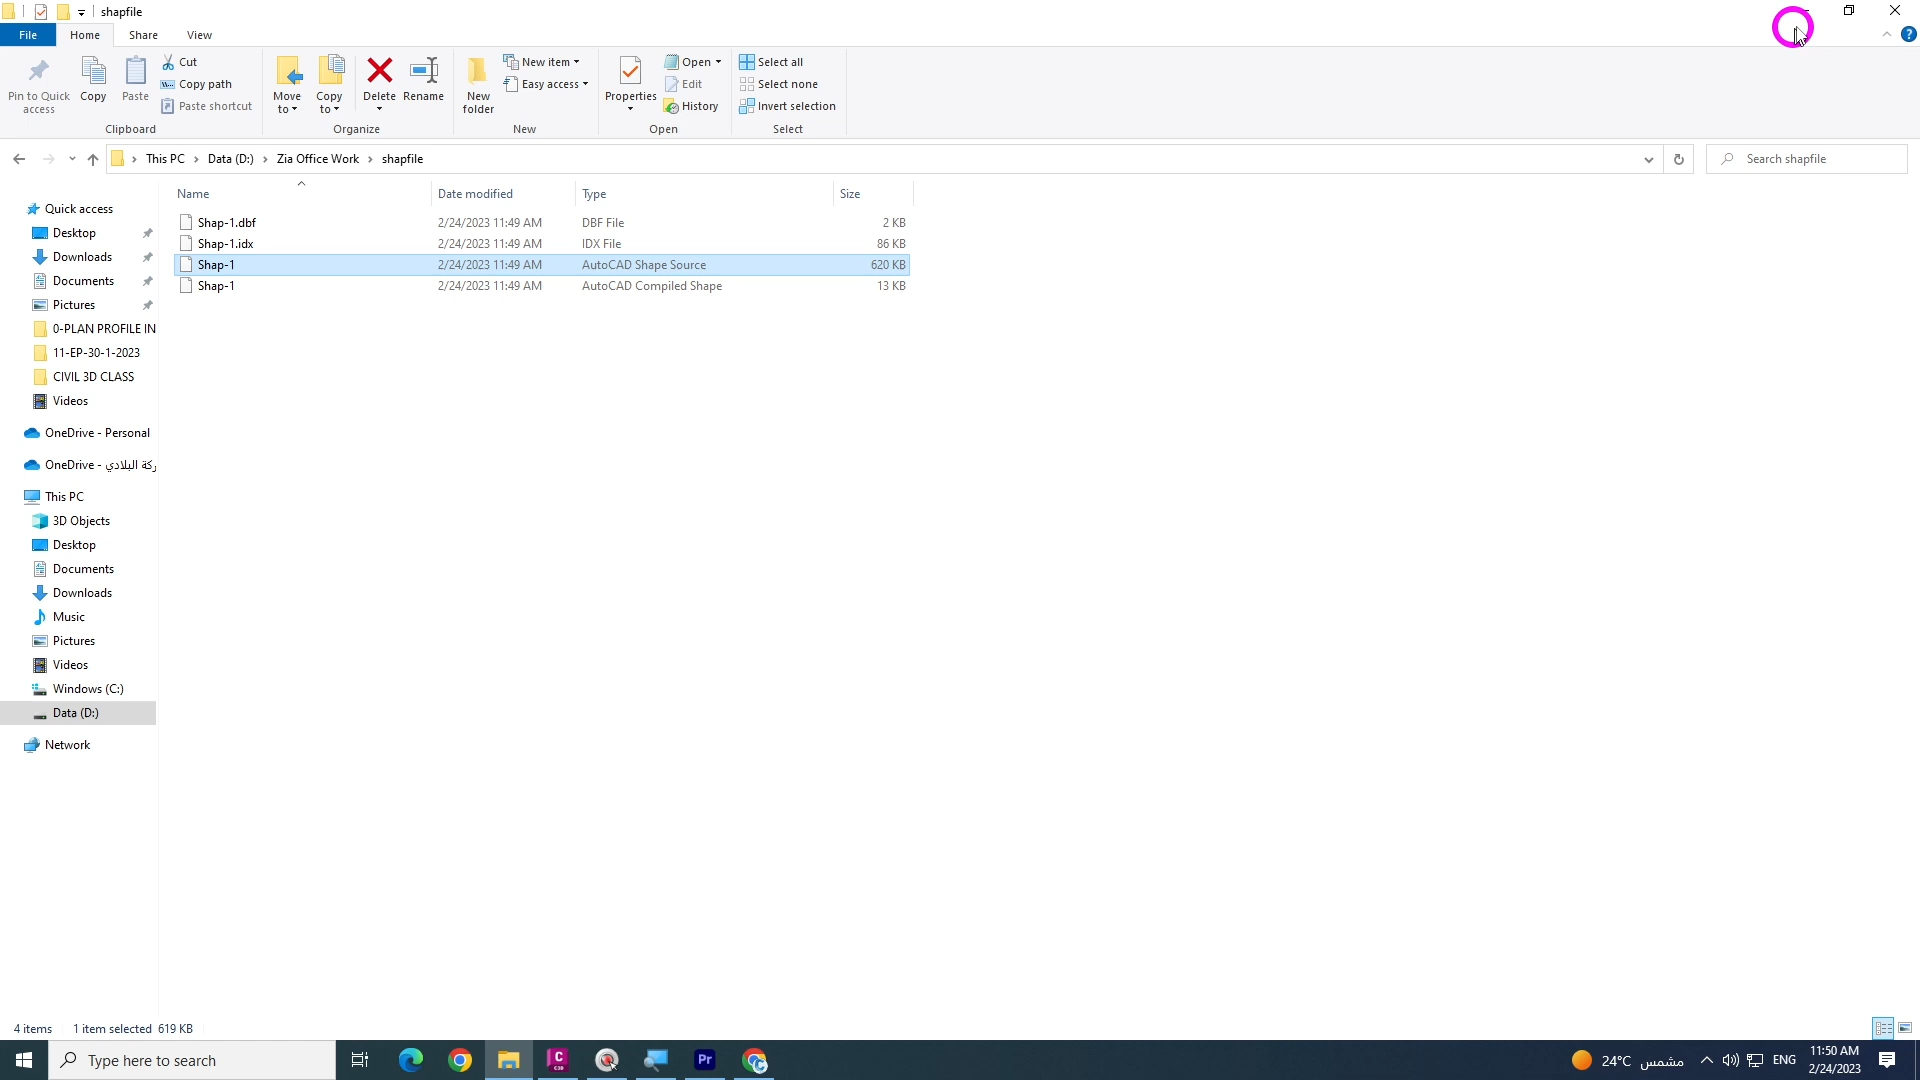 shapfile
File Home Share View
Pin to Quick access
Copy
Paste
Cut
Copy path
Paste shortcut
Clipboard
Move to
Copy to
Delete
Rename
Organize
New folder
New item
Easy access
New
Properties
Open
Edit
History
Open
Select all
Select none
Invert selection
Select
This PC › Data (D:) › Zia Office Work › shapfile
Search shapfile
Name Date modified Type Size
Shap-1.dbf 2/24/2023 11:49 AM DBF File 2 KB
Shap-1.idx 2/24/2023 11:49 AM IDX File 86 KB
Shap-1 2/24/2023 11:49 AM AutoCAD Shape Source 620 KB
Shap-1 2/24/2023 11:49 AM AutoCAD Compiled Shape 13 KB
Quick access
Desktop
Downloads
Documents
Pictures
0-PLAN PROFILE IN
11-EP-30-1-2023
CIVIL 3D CLASS
Videos
OneDrive - Personal
OneDrive - ركة البلادي
This PC
3D Objects
Desktop
Documents
Downloads
Music
Pictures
Videos
Windows (C:)
Data (D:)
Network
4 items 1 item selected 619 KB
Type here to search
C
C3D
Pr
24°C مشمس
ENG
11:50 AM
2/24/2023